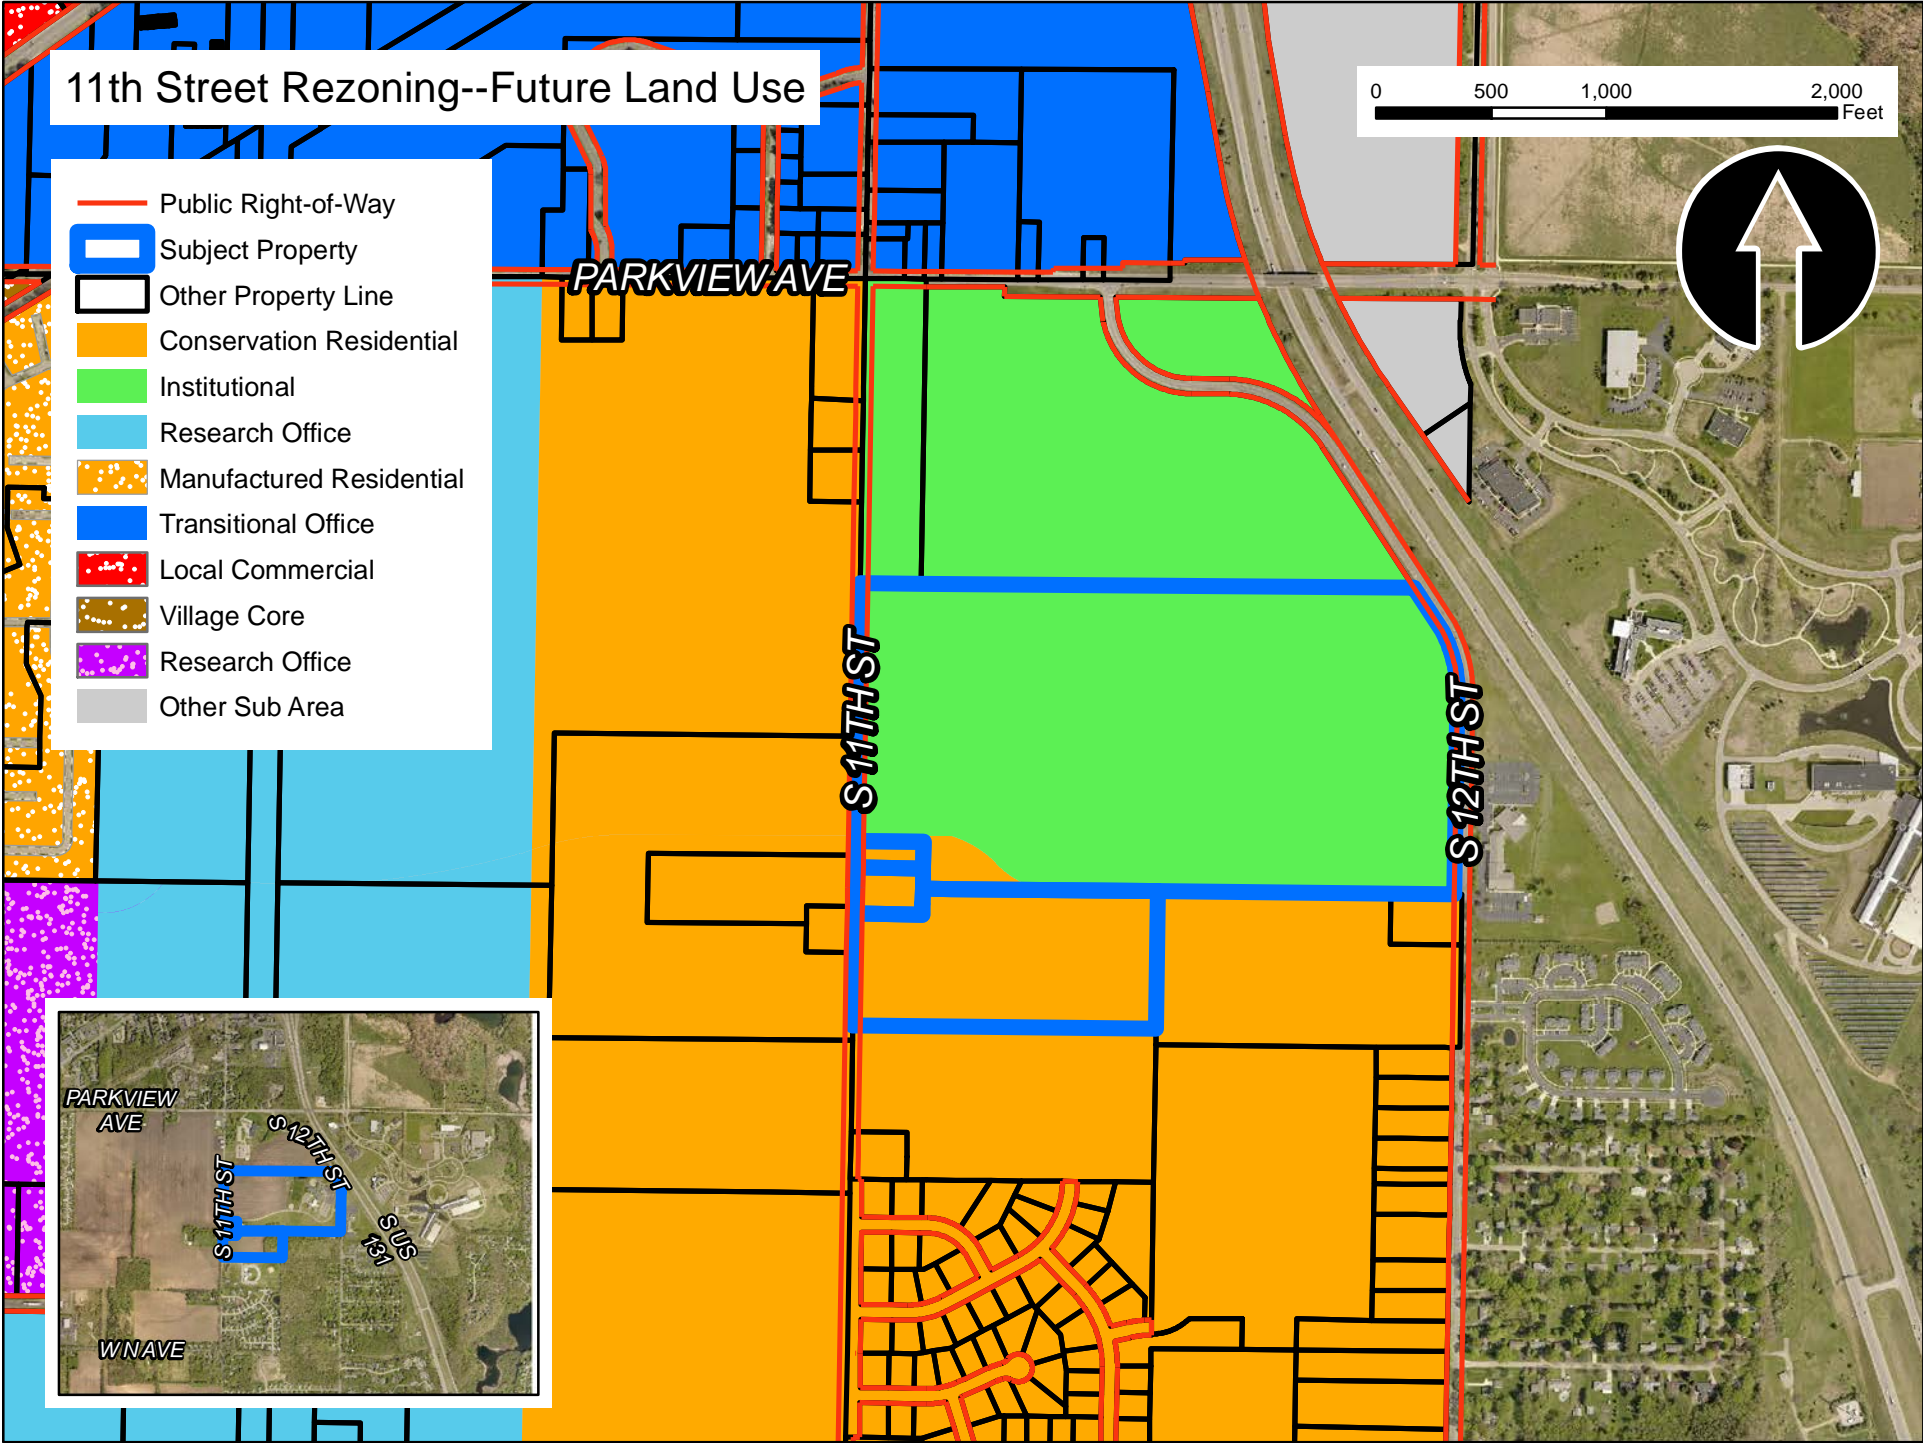 11th Street Rezoning--Future Land Use
0 500 1,000 2,000
Feet
Public Right-of-Way
Subject Property
Other Property Line
Conservation Residential
Institutional
Research Office
Manufactured Residential
Transitional Office
Local Commercial
Village Core
Research Office
Other Sub Area
PARKVIEW AVE
S 11TH ST
S 12TH ST
PARKVIEW
AVE
S 12TH ST
S 11TH ST
S US
131
W N AVE